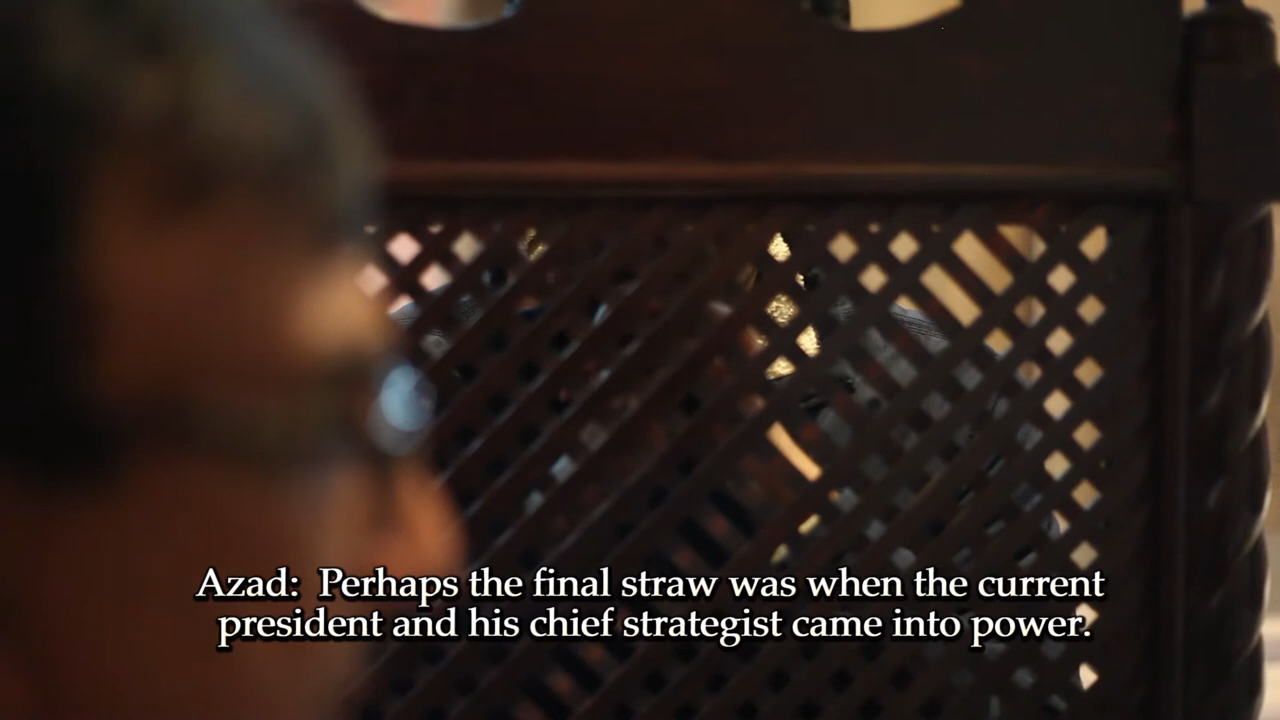 Azad:  Perhaps the final straw was when the current
president and his chief strategist came into power.